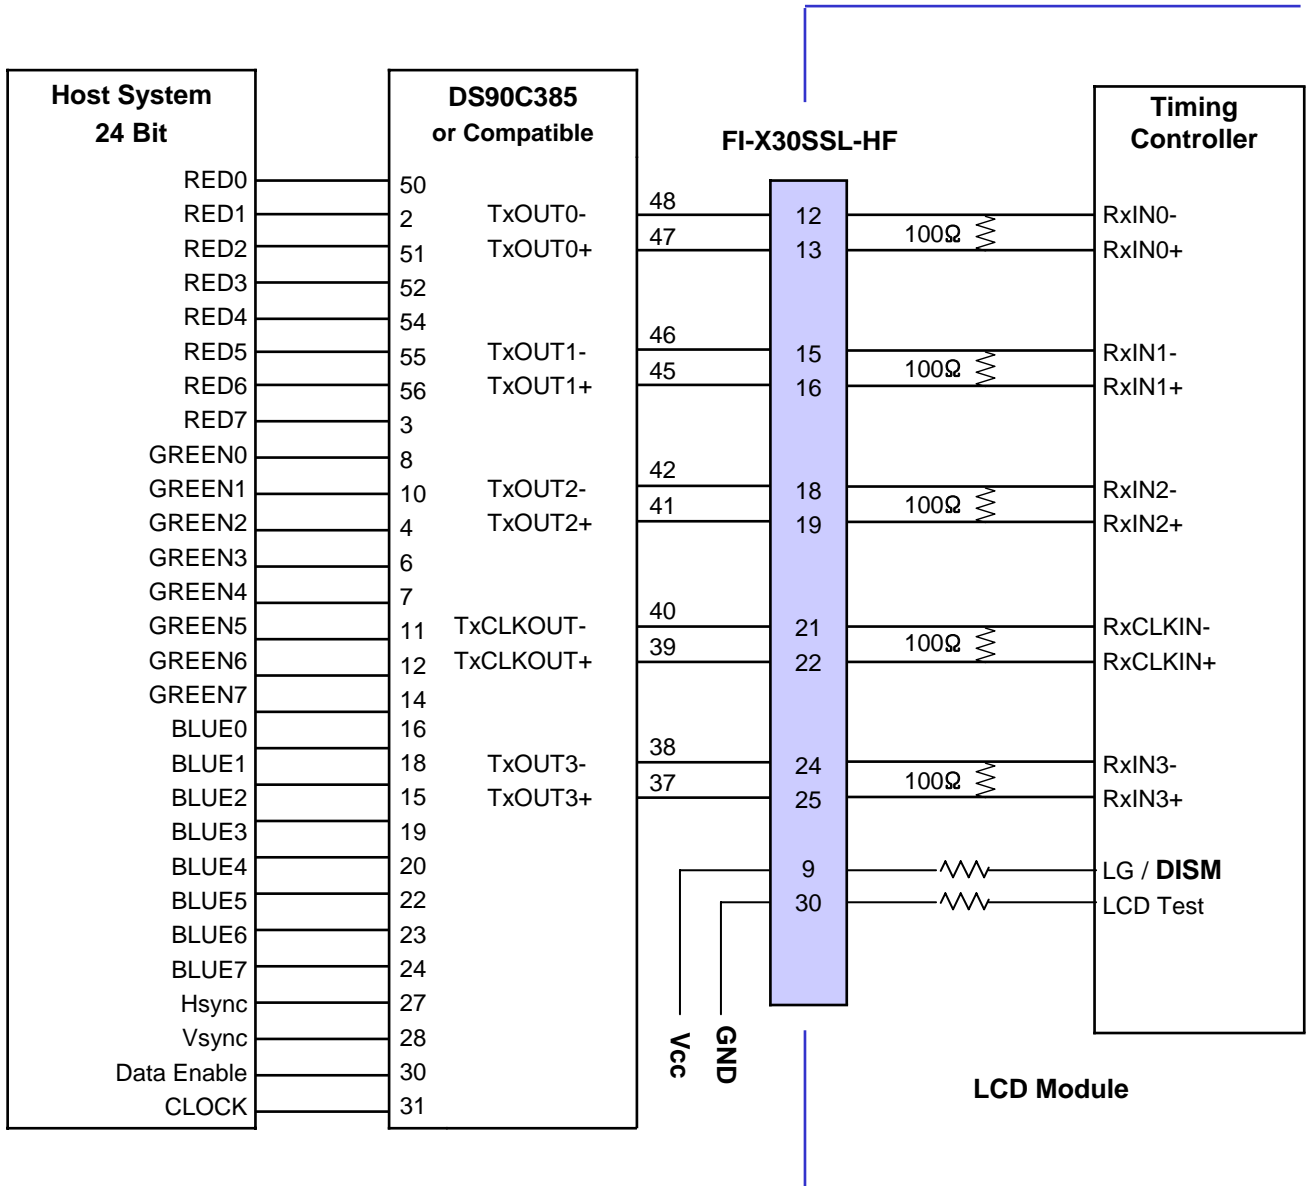 Host System
24 Bit
RED0
RED1
RED2
RED3
RED4
RED5
RED6
RED7
GREEN0
GREEN1
GREEN2
GREEN3
GREEN4
GREEN5
GREEN6
GREEN7
BLUE0
BLUE1
BLUE2
BLUE3
BLUE4
BLUE5
BLUE6
BLUE7
Hsync
Vsync
Data Enable
CLOCK
DS90C385
or Compatible
50
2
51
52
54
55
56
3
8
10
4
6
7
11
12
14
16
18
15
19
20
22
23
24
27
28
30
31
TxOUT0-
TxOUT0+
TxOUT1-
TxOUT1+
TxOUT2-
TxOUT2+
TxCLKOUT-
TxCLKOUT+
TxOUT3-
TxOUT3+
48
47
46
45
42
41
40
39
38
37
Vcc
GND
FI-X30SSL-HF
12
13
15
16
18
19
21
22
24
25
9
30
100Ω
100Ω
100Ω
100Ω
100Ω
Timing
Controller
RxIN0-
RxIN0+
RxIN1-
RxIN1+
RxIN2-
RxIN2+
RxCLKIN-
RxCLKIN+
RxIN3-
RxIN3+
LG / DISM
LCD Test
LCD Module